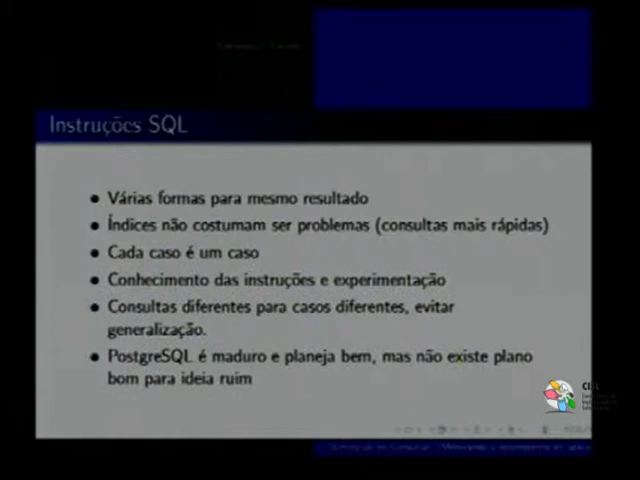 Instruções SQL
• Várias formas para mesmo resultado
• Índices não costumam ser problemas (consultas mais rápidas)
• Cada caso é um caso
• Conhecimento das instruções e experimentação
• Consultas diferentes para casos diferentes, evitar
generalização.
• PostgreSQL é maduro e planeja bem, mas não existe plano
bom para ideia ruim